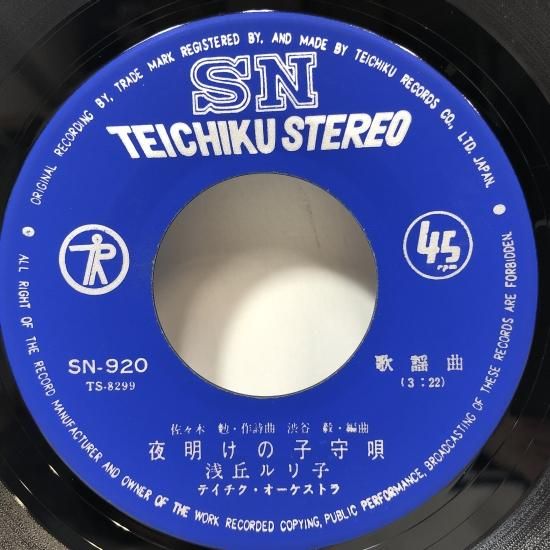 ORIGINAL RECORDING BY, TRADE MARK REGISTERED BY, AND MADE BY TEICHIKU RECORDS CO., LTD. JAPAN.
SN
TEICHIKU STEREO
45
rpm
SN-920
TS-8299
歌謡曲
(3:22)
佐々木 勉・作詩曲 渋谷 毅・編曲
夜明けの子守唄
浅丘ルリ子
テイチク・オーケストラ
ALL RIGHT OF THE RECORD MANUFACTURER AND OWNER OF THE WORK RECORDED COPYING, PUBLIC PERFORMANCE, BROADCASTING OF THESE RECORDS ARE FORBIDDEN.